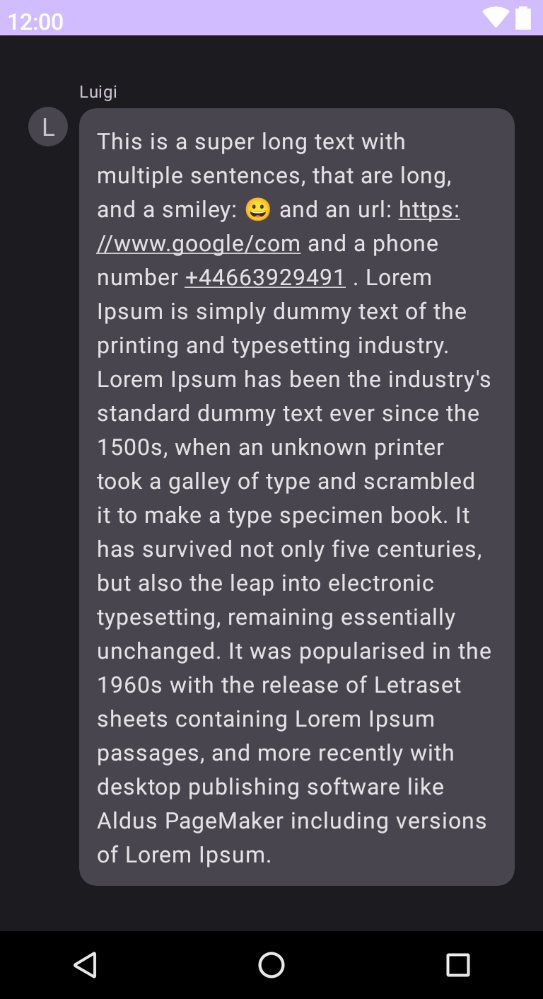 12:00
Luigi
L
This is a super long text with
multiple sentences, that are long,
and a smiley: 😀 and an url: https:
//www.google/com and a phone
number +44663929491 . Lorem
Ipsum is simply dummy text of the
printing and typesetting industry.
Lorem Ipsum has been the industry's
standard dummy text ever since the
1500s, when an unknown printer
took a galley of type and scrambled
it to make a type specimen book. It
has survived not only five centuries,
but also the leap into electronic
typesetting, remaining essentially
unchanged. It was popularised in the
1960s with the release of Letraset
sheets containing Lorem Ipsum
passages, and more recently with
desktop publishing software like
Aldus PageMaker including versions
of Lorem Ipsum.